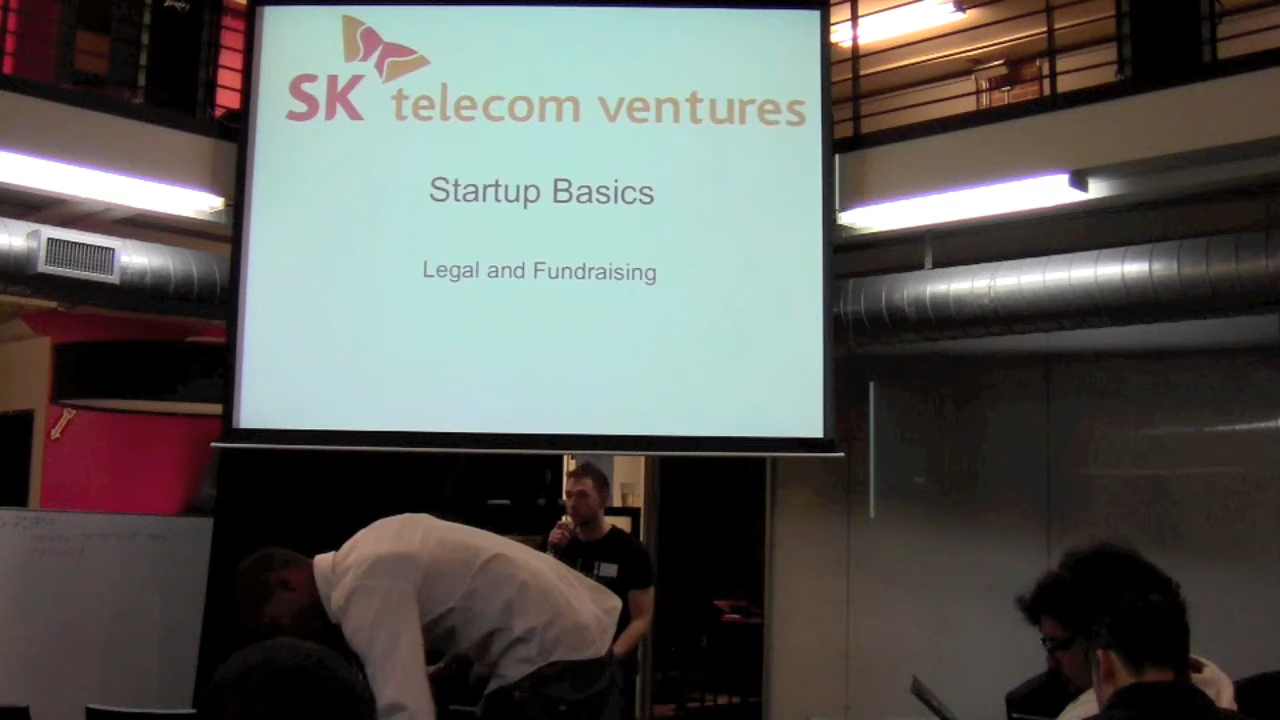 SK telecom ventures
Startup Basics
Legal and Fundraising